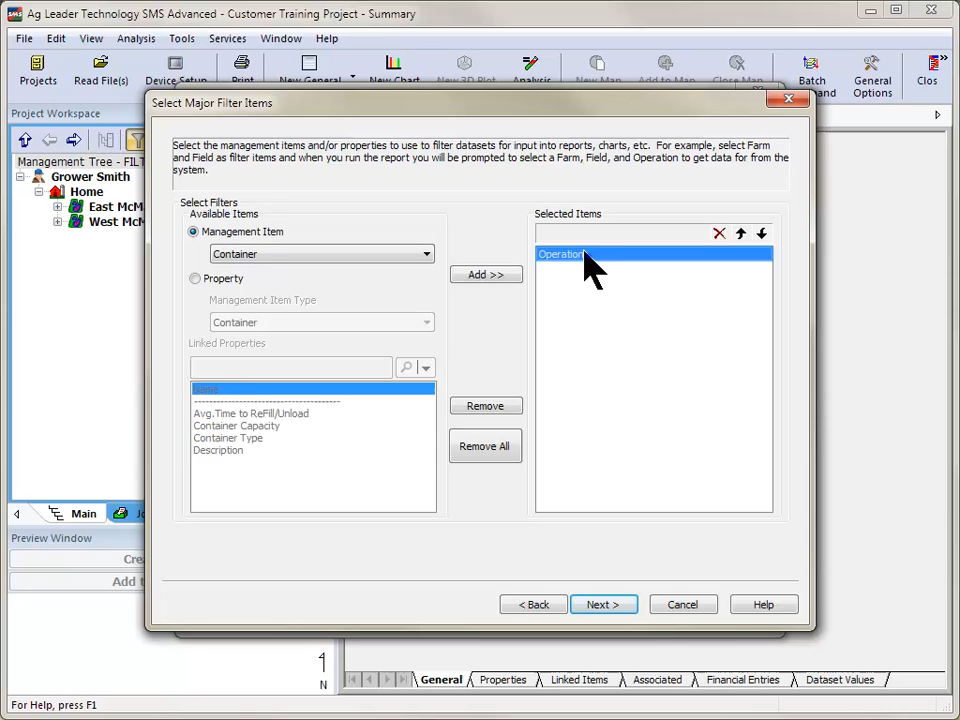 Ag Leader Technology SMS Advanced - Customer Training Project - Summary
File Edit View Analysis Tools Services Window Help
Projects Read File(s) Device Setup Print New General New Chart New 3D Plot Analysis New Map Add to Map Close Map Batch General Options Clos
Select Major Filter Items
Project Workspace
Select the management items and/or properties to use to filter datasets for input into reports, charts, etc. For example, select Farm
and Field as filter items and when you run the report you will be prompted to select a Farm, Field, and Operation to get data for from the
system.
Management Tree - FILT
Grower Smith
Home
East McM
West McM
Select Filters
Available Items
Management Item
Container
Property
Management Item Type
Container
Linked Properties
Name
Avg.Time to ReFill/Unload
Container Capacity
Container Type
Description
Add >>
Remove
Remove All
Selected Items
Operation
Main
Preview Window
Cre
Add t
< Back Next > Cancel Help
4
N
General Properties Linked Items Associated Financial Entries Dataset Values
For Help, press F1